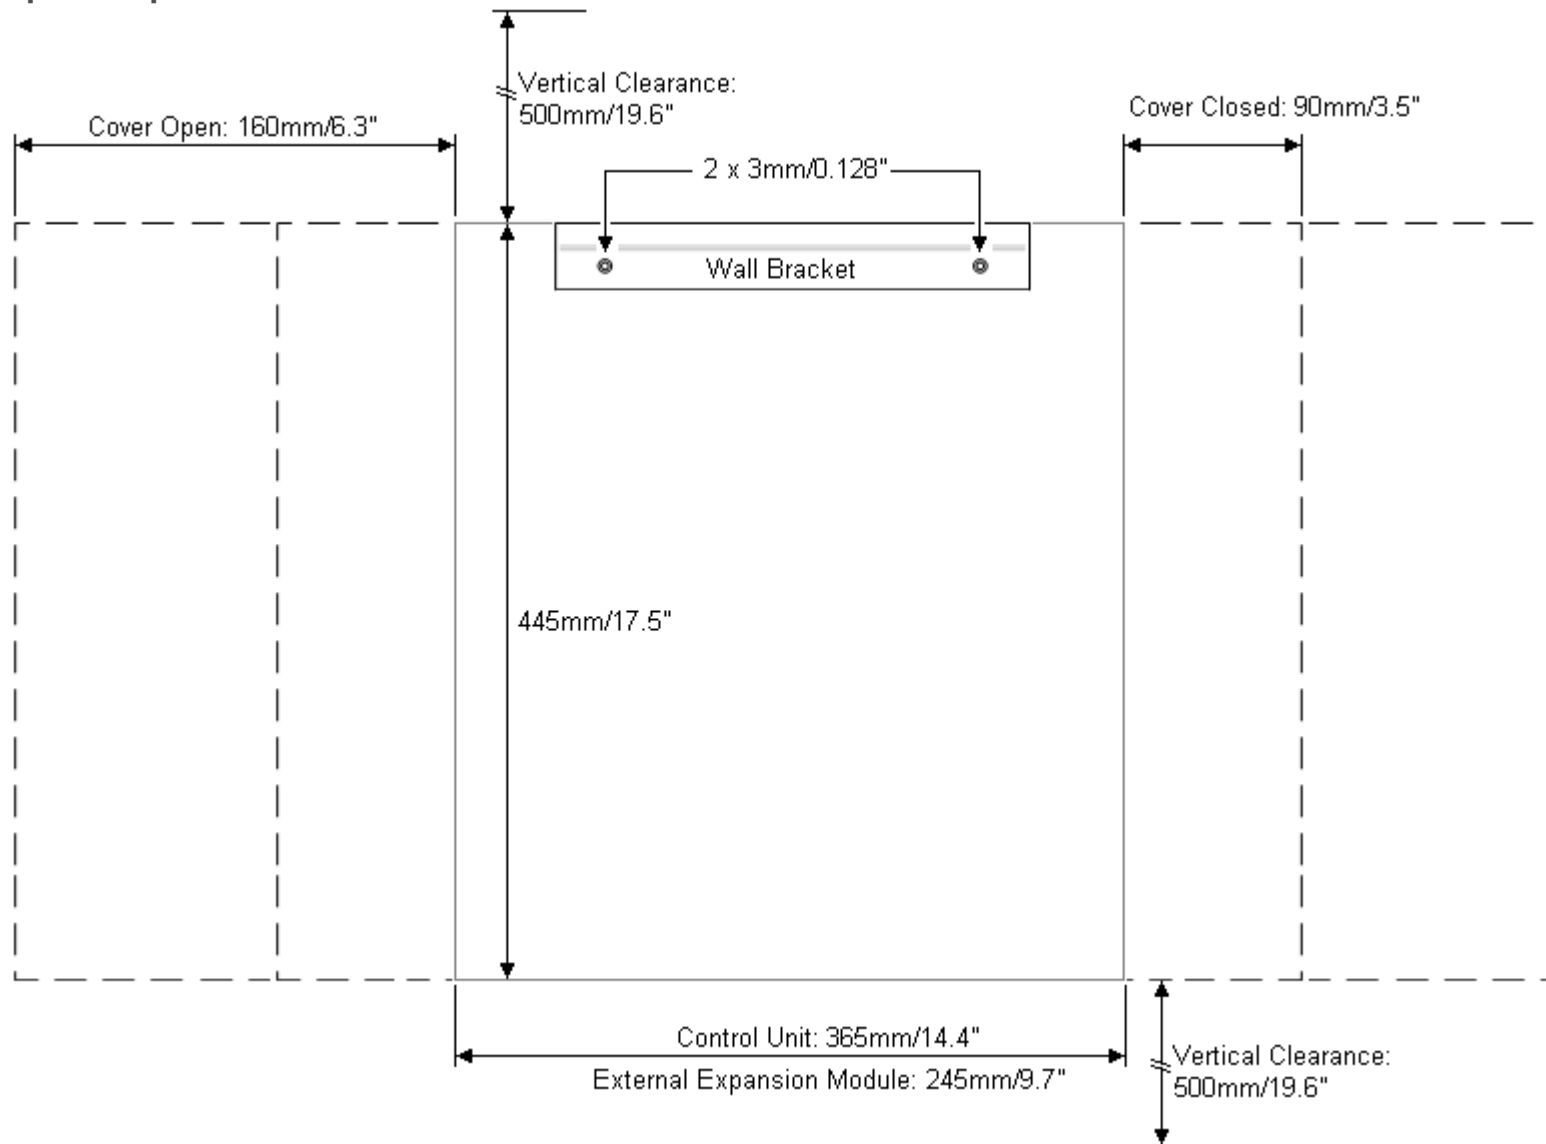 Vertical Clearance:
500mm/19.6"
Cover Open: 160mm/6.3"
Cover Closed: 90mm/3.5"
2 x 3mm/0.128"
Wall Bracket
445mm/17.5"
Control Unit: 365mm/14.4"
External Expansion Module: 245mm/9.7"
Vertical Clearance:
500mm/19.6"